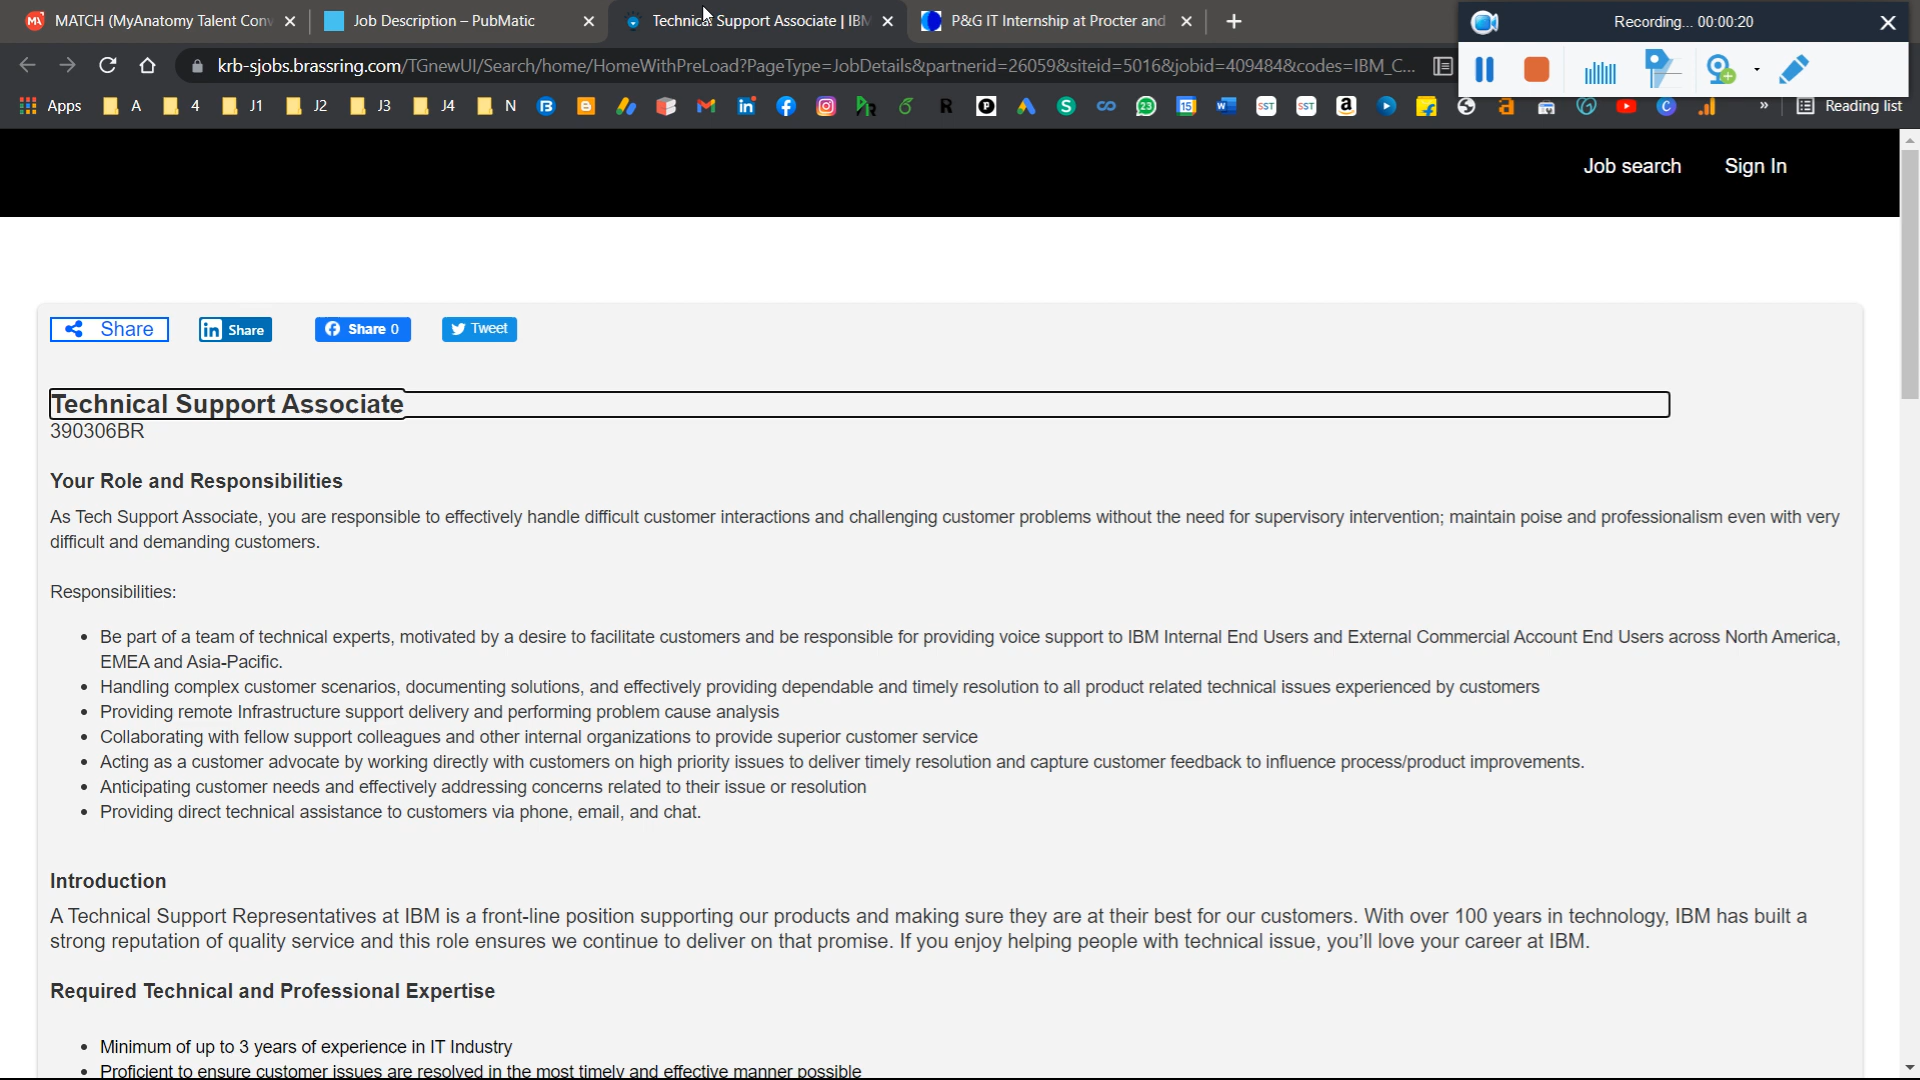 MATCH (MyAnatomy Talent Conv
Job Description – PubMatic
Technical Support Associate | IBM
P&G IT Internship at Procter and
Recording... 00:00:20
krb-sjobs.brassring.com/TGnewUI/Search/home/HomeWithPreLoad?PageType=JobDetails&partnerid=26059&siteid=5016&jobid=409484&codes=IBM_C...
Apps A 4 J1 J2 J3 J4 N Reading list
Job search Sign In
Share Share Share 0 Tweet
Technical Support Associate
390306BR
Your Role and Responsibilities
As Tech Support Associate, you are responsible to effectively handle difficult customer interactions and challenging customer problems without the need for supervisory intervention; maintain poise and professionalism even with very
difficult and demanding customers.
Responsibilities:
• Be part of a team of technical experts, motivated by a desire to facilitate customers and be responsible for providing voice support to IBM Internal End Users and External Commercial Account End Users across North America,
EMEA and Asia-Pacific.
• Handling complex customer scenarios, documenting solutions, and effectively providing dependable and timely resolution to all product related technical issues experienced by customers
• Providing remote Infrastructure support delivery and performing problem cause analysis
• Collaborating with fellow support colleagues and other internal organizations to provide superior customer service
• Acting as a customer advocate by working directly with customers on high priority issues to deliver timely resolution and capture customer feedback to influence process/product improvements.
• Anticipating customer needs and effectively addressing concerns related to their issue or resolution
• Providing direct technical assistance to customers via phone, email, and chat.
Introduction
A Technical Support Representatives at IBM is a front-line position supporting our products and making sure they are at their best for our customers. With over 100 years in technology, IBM has built a
strong reputation of quality service and this role ensures we continue to deliver on that promise. If you enjoy helping people with technical issue, you’ll love your career at IBM.
Required Technical and Professional Expertise
• Minimum of up to 3 years of experience in IT Industry
• Proficient to ensure customer issues are resolved in the most timely and effective manner possible